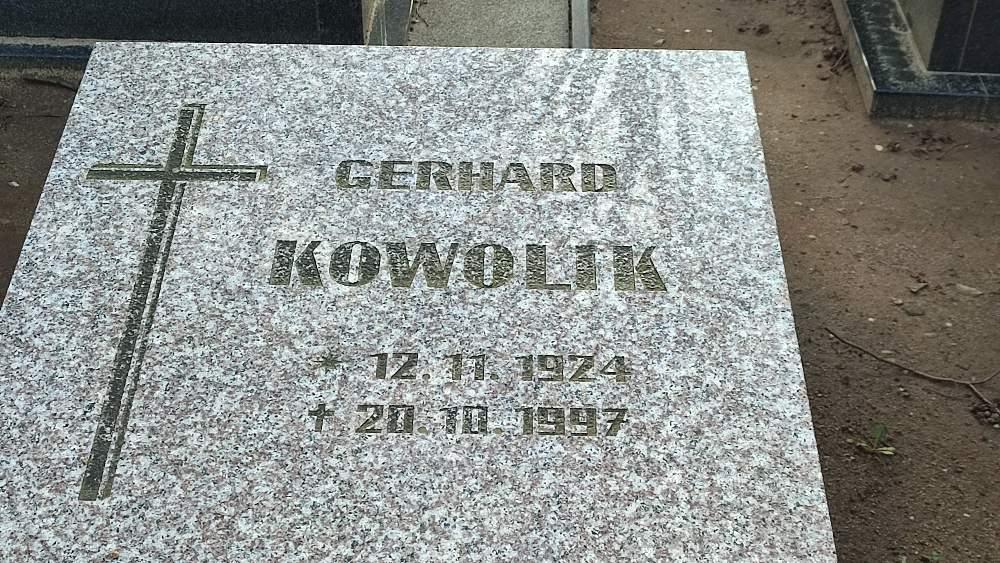 GERHARD
KOWOLIK
* 12. 11. 1924
† 20. 10. 1997